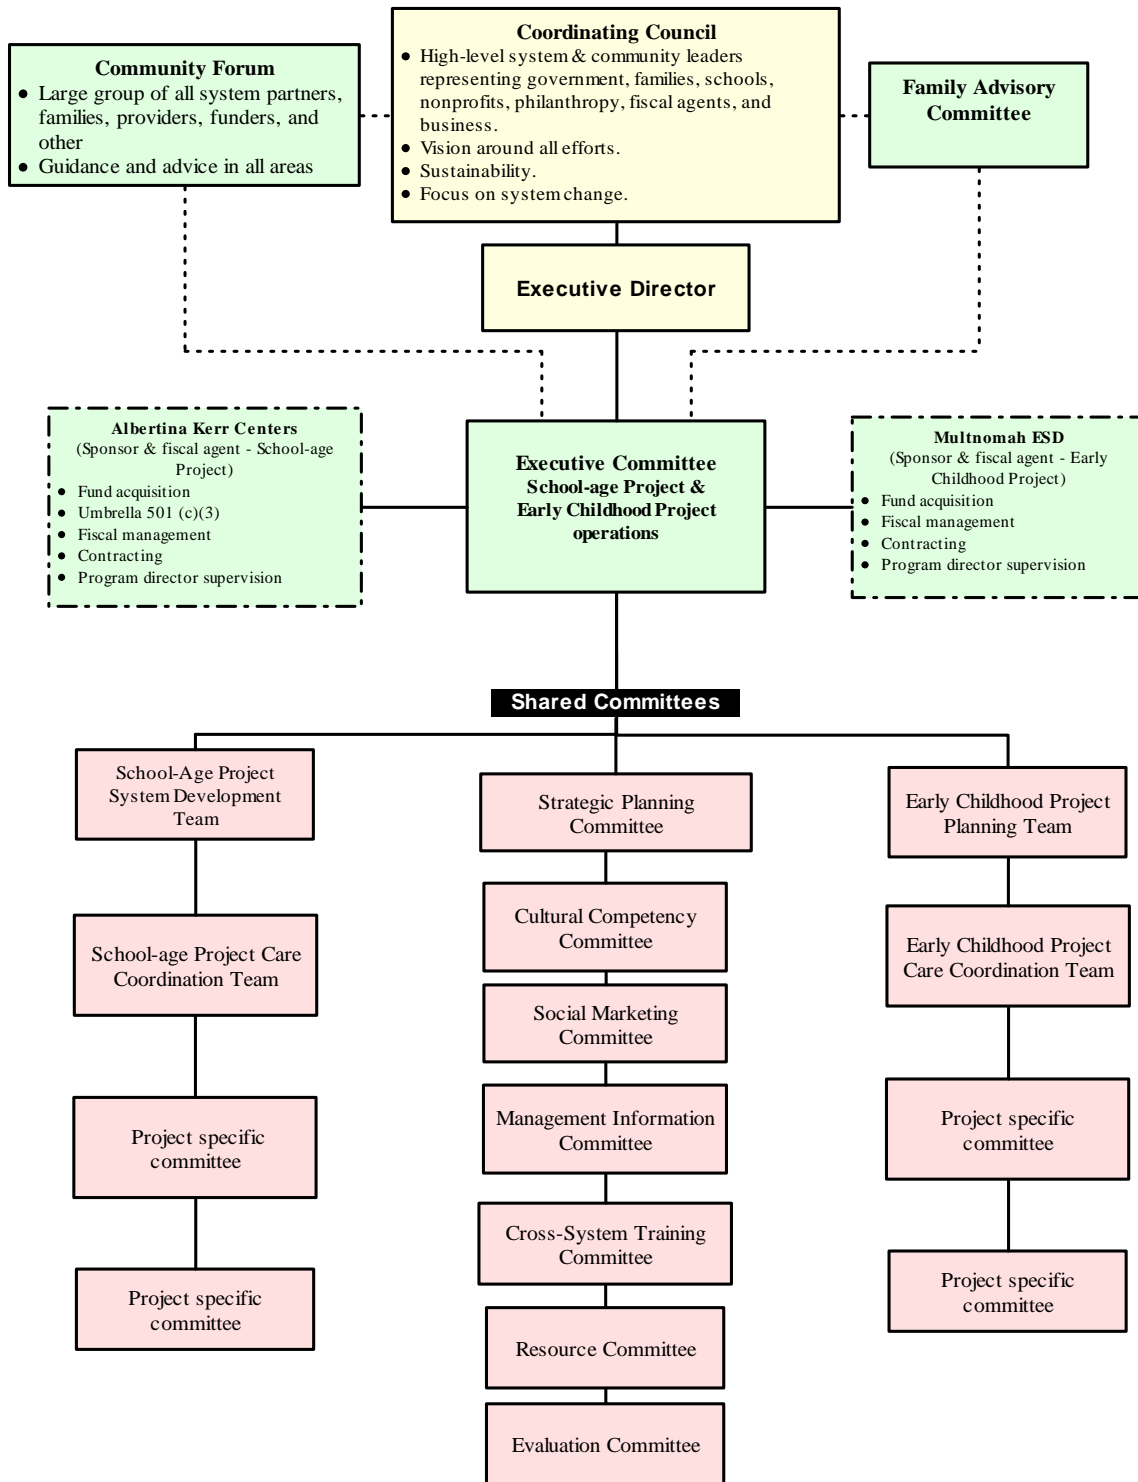 Coordinating Council
● High-level system & community leaders
representing government, families, schools,
nonprofits, philanthropy, fiscal agents, and
business.
● Vision around all efforts.
● Sustainability.
● Focus on system change.
Community Forum
● Large group of all system partners,
families, providers, funders, and
other
● Guidance and advice in all areas
Family Advisory
Committee
Executive Director
Albertina Kerr Centers
(Sponsor & fiscal agent - School-age
Project)
● Fund acquisition
● Umbrella 501 (c)(3)
● Fiscal management
● Contracting
● Program director supervision
Executive Committee
School-age Project &
Early Childhood Project
operations
Multnomah ESD
(Sponsor & fiscal agent - Early
Childhood Project)
● Fund acquisition
● Fiscal management
● Contracting
● Program director supervision
Shared Committees
School-Age Project
System Development
Team
School-age Project Care
Coordination Team
Project specific
committee
Project specific
committee
Strategic Planning
Committee
Cultural Competency
Committee
Social Marketing
Committee
Management Information
Committee
Cross-System Training
Committee
Resource Committee
Evaluation Committee
Early Childhood Project
Planning Team
Early Childhood Project
Care Coordination Team
Project specific
committee
Project specific
committee